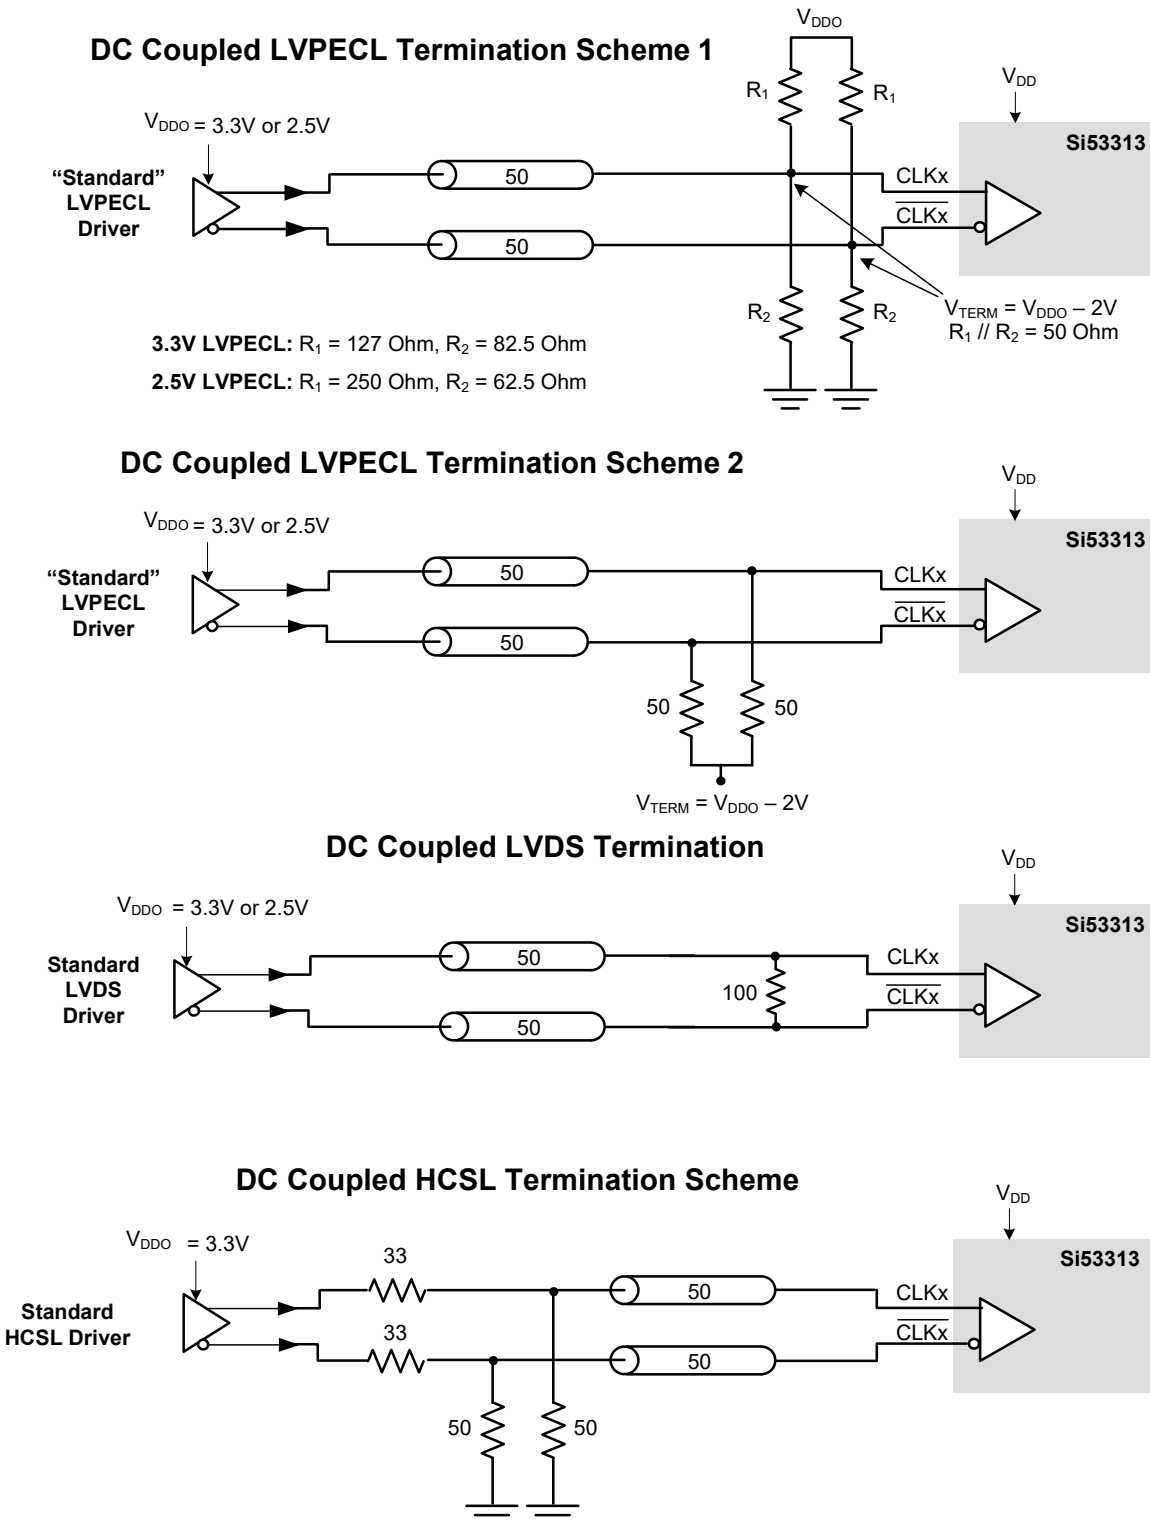 DC Coupled LVPECL Termination Scheme 1
VDDO
R1
R1
VDD
VDDO = 3.3V or 2.5V
Si53313
“Standard”
LVPECL
Driver
50
CLKx
CLKx
50
R2
R2
VTERM = VDDO – 2V
R1 // R2 = 50 Ohm
3.3V LVPECL: R1 = 127 Ohm, R2 = 82.5 Ohm
2.5V LVPECL: R1 = 250 Ohm, R2 = 62.5 Ohm
DC Coupled LVPECL Termination Scheme 2
VDD
VDDO = 3.3V or 2.5V
Si53313
“Standard”
LVPECL
Driver
50
CLKx
CLKx
50
50
50
VTERM = VDDO – 2V
DC Coupled LVDS Termination
VDD
VDDO = 3.3V or 2.5V
Si53313
Standard
LVDS
Driver
50
CLKx
100
CLKx
50
DC Coupled HCSL Termination Scheme
VDD
VDDO = 3.3V
33
Si53313
Standard
HCSL Driver
50
CLKx
33
CLKx
50
50
50